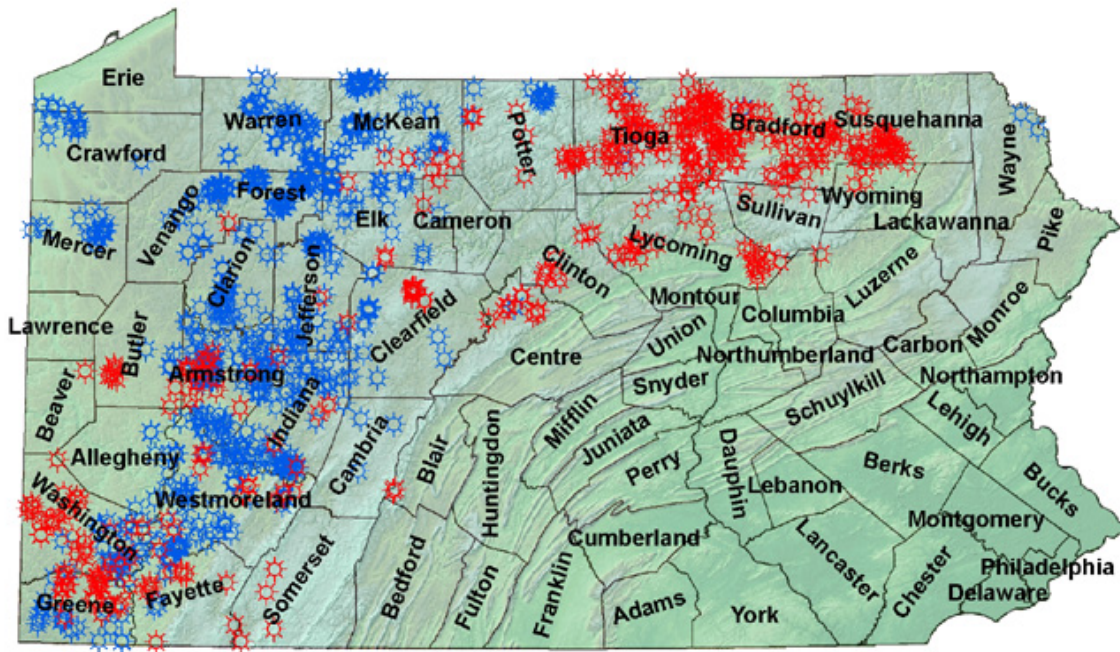 Erie
Crawford
Warren
McKean
Potter
Tioga
Bradford
Susquehanna
Wayne
Forest
Venango
Mercer
Elk
Cameron
Sullivan
Wyoming
Lackawanna
Pike
Clarion
Jefferson
Lycoming
Clinton
Luzerne
Lawrence
Butler
Clearfield
Montour
Columbia
Monroe
Centre
Union
Northumberland
Carbon
Armstrong
Snyder
Northampton
Beaver
Indiana
Mifflin
Schuylkill
Lehigh
Allegheny
Cambria
Blair
Huntingdon
Juniata
Perry
Dauphin
Lebanon
Berks
Bucks
Westmoreland
Washington
Montgomery
Cumberland
Lancaster
Chester
Philadelphia
Delaware
Greene
Fayette
Somerset
Bedford
Fulton
Franklin
Adams
York